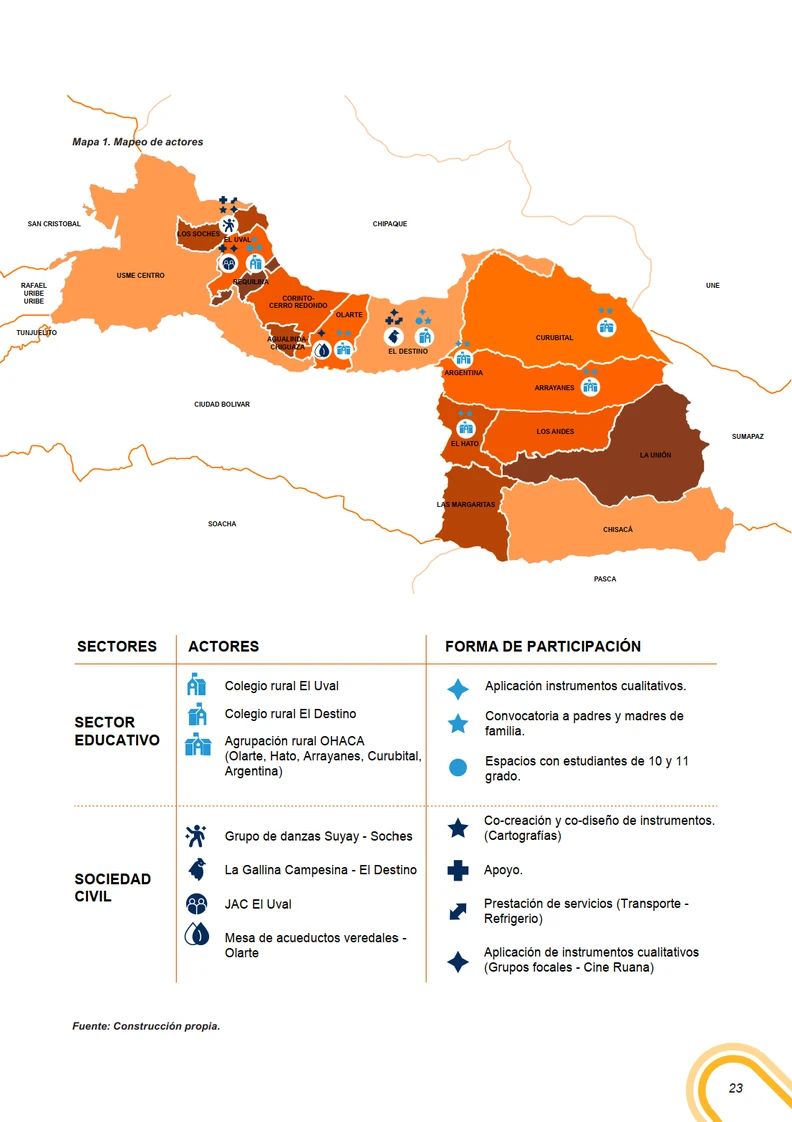 Mapa 1. Mapeo de actores
SAN CRISTOBAL
CHIPAQUE
LOS SOCHES
EL UVAL
USME CENTRO
REQUILINA
RAFAEL
URIBE
URIBE
UNE
CORINTO-
CERRO REDONDO
OLARTE
TUNJUELITO
AGUALINDA-
CHIGUAZA
EL DESTINO
CURUBITAL
ARGENTINA
ARRAYANES
CIUDAD BOLIVAR
LOS ANDES
SUMAPAZ
EL HATO
LA UNIÓN
LAS MARGARITAS
SOACHA
CHISACÁ
PASCA
SECTORES
ACTORES
FORMA DE PARTICIPACIÓN
SECTOR
EDUCATIVO
Colegio rural El Uval
Colegio rural El Destino
Agrupación rural OHACA
(Olarte, Hato, Arrayanes, Curubital,
Argentina)
Aplicación instrumentos cualitativos.
Convocatoria a padres y madres de
familia.
Espacios con estudiantes de 10 y 11
grado.
SOCIEDAD
CIVIL
Grupo de danzas Suyay - Soches
La Gallina Campesina - El Destino
JAC El Uval
Mesa de acueductos veredales -
Olarte
Co-creación y co-diseño de instrumentos.
(Cartografías)
Apoyo.
Prestación de servicios (Transporte -
Refrigerio)
Aplicación de instrumentos cualitativos
(Grupos focales - Cine Ruana)
Fuente: Construcción propia.
23